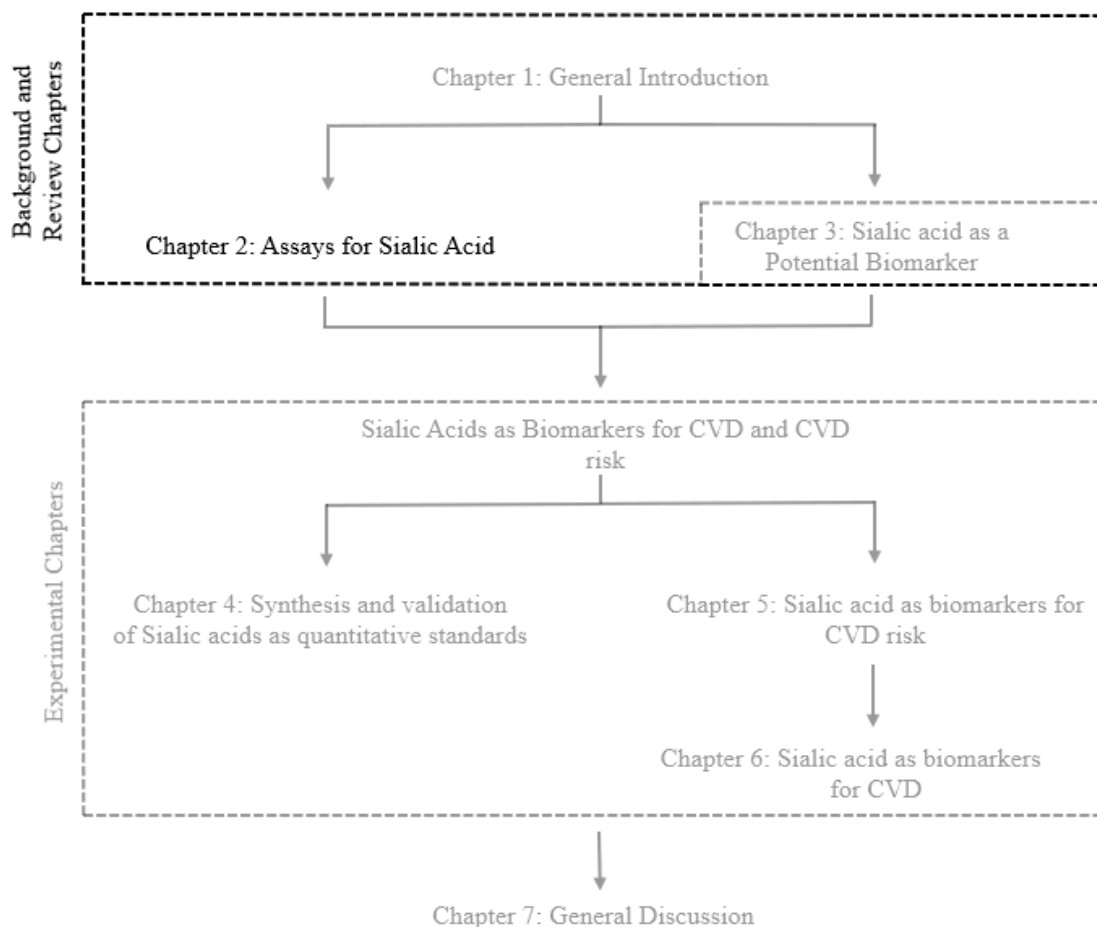 Background and
Review Chapters
Chapter 1: General Introduction
Chapter 2: Assays for Sialic Acid
Chapter 3: Sialic acid as a
Potential Biomarker
Experimental Chapters
Sialic Acids as Biomarkers for CVD and CVD
risk
Chapter 4: Synthesis and validation
of Sialic acids as quantitative standards
Chapter 5: Sialic acid as biomarkers for
CVD risk
Chapter 6: Sialic acid as biomarkers
for CVD
Chapter 7: General Discussion